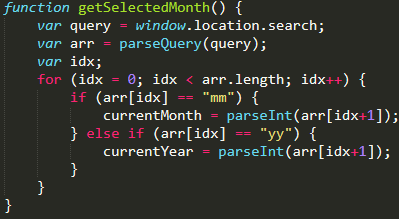 function getSelectedMonth() {
    var query = window.location.search;
    var arr = parseQuery(query);
    var idx;
    for (idx = 0; idx < arr.length; idx++) {
        if (arr[idx] == "mm") {
            currentMonth = parseInt(arr[idx+1]);
        } else if (arr[idx] == "yy") {
            currentYear = parseInt(arr[idx+1]);
        }
    }
}